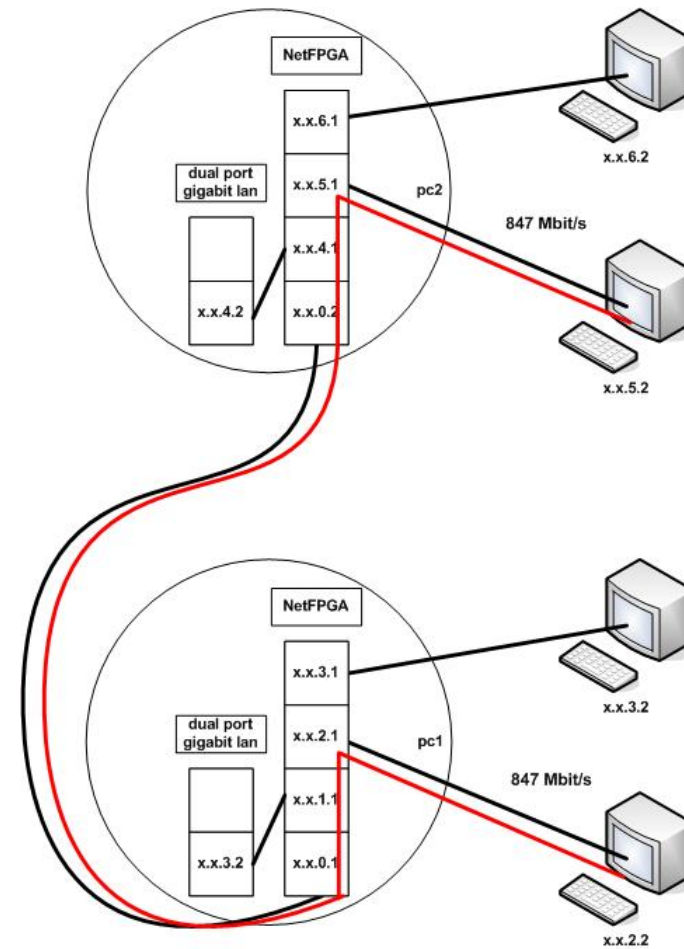 NetFPGA
x.x.6.1
x.x.6.2
dual port
gigabit lan
x.x.5.1
pc2
847 Mbit/s
x.x.4.1
x.x.4.2
x.x.0.2
x.x.5.2
NetFPGA
x.x.3.1
x.x.3.2
dual port
gigabit lan
x.x.2.1
pc1
847 Mbit/s
x.x.1.1
x.x.3.2
x.x.0.1
x.x.2.2